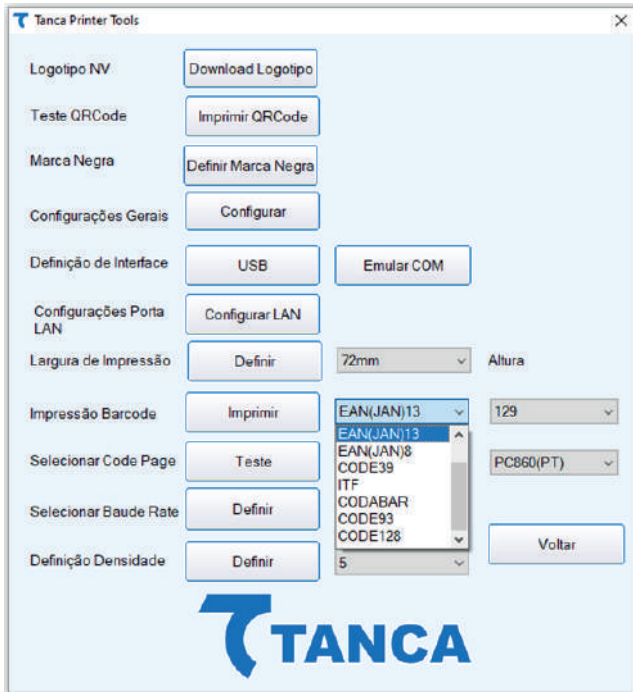 Tanca Printer Tools
Logotipo NV Download Logotipo
Teste QRCode Imprimir QRCode
Marca Negra Definir Marca Negra
Configurações Gerais Configurar
Definição de Interface USB Emular COM
Configurações Porta
LAN Configurar LAN
Largura de Impressão Definir 72mm Altura
Impressão Barcode Imprimir EAN(JAN)13 129
EAN(JAN)13
EAN(JAN)8
CODE39
ITF
CODABAR
CODE93
CODE128
Selecionar Code Page Teste PC860(PT)
Selecionar Baude Rate Definir
Voltar
Definição Densidade Definir 5
TANCA